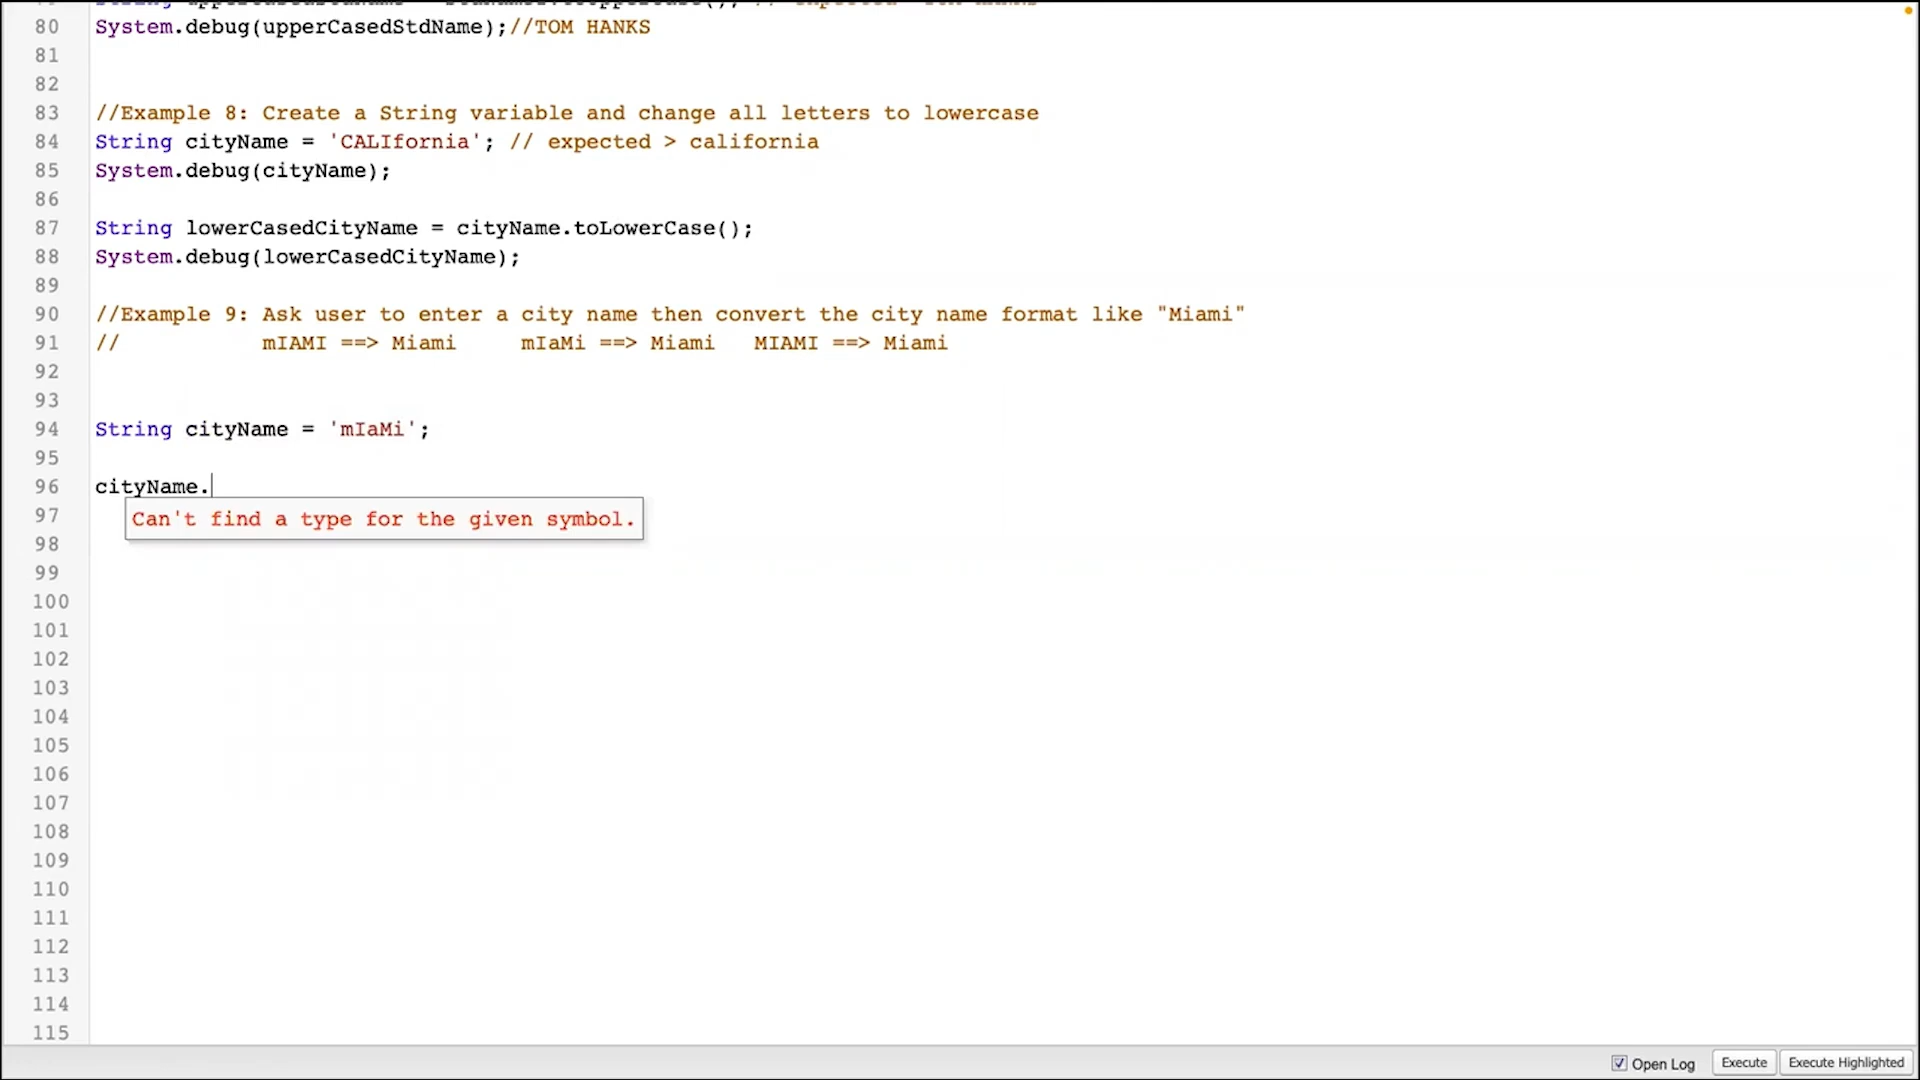 80 System.debug(upperCasedStdName);//TOM HANKS
81
82
83 //Example 8: Create a String variable and change all letters to lowercase
84 String cityName = 'CALIfornia'; // expected > california
85 System.debug(cityName);
86
87 String lowerCasedCityName = cityName.toLowerCase();
88 System.debug(lowerCasedCityName);
89
90 //Example 9: Ask user to enter a city name then convert the city name format like "Miami"
91 // mIAMI ==> Miami mIaMi ==> Miami MIAMI ==> Miami
92
93
94 String cityName = 'mIaMi';
95
96 cityName.
97 Can't find a type for the given symbol.
98
99
100
101
102
103
104
105
106
107
108
109
110
111
112
113
114
115
Open Log Execute Execute Highlighted